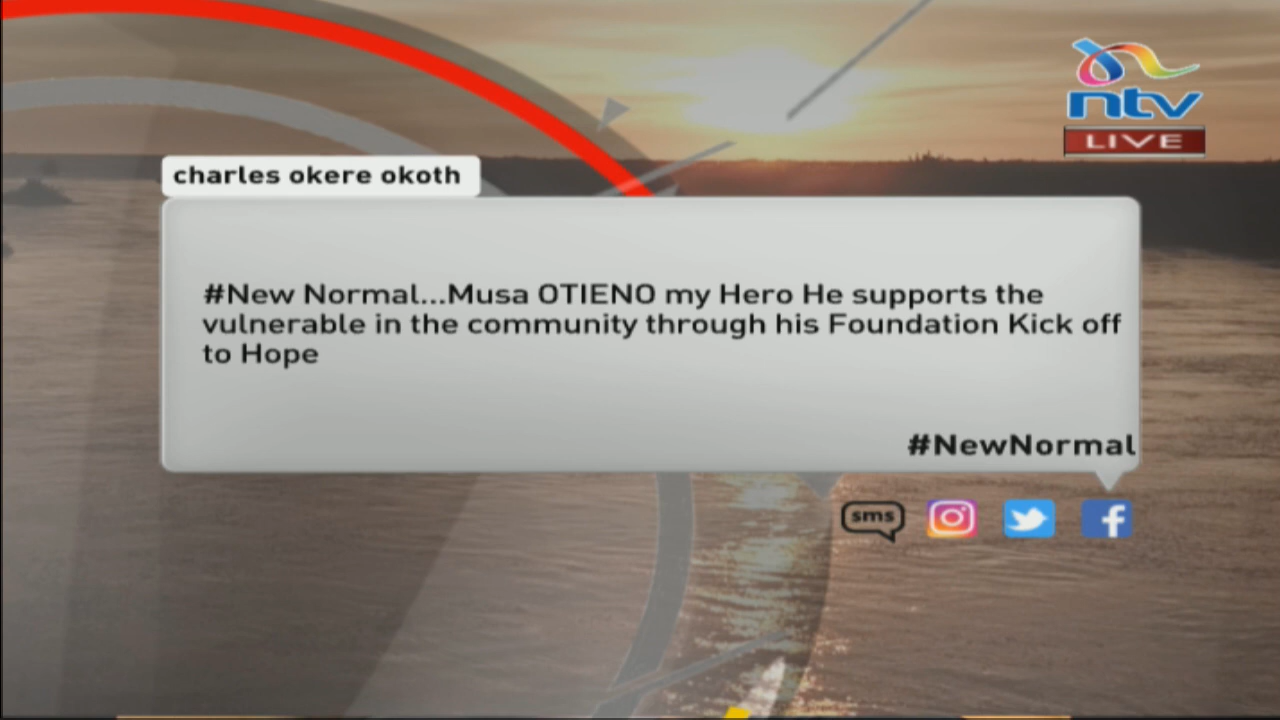 ntv
LIVE
charles okere okoth
#New Normal...Musa OTIENO my Hero He supports the
vulnerable in the community through his Foundation Kick off
to Hope
#NewNormal
sms